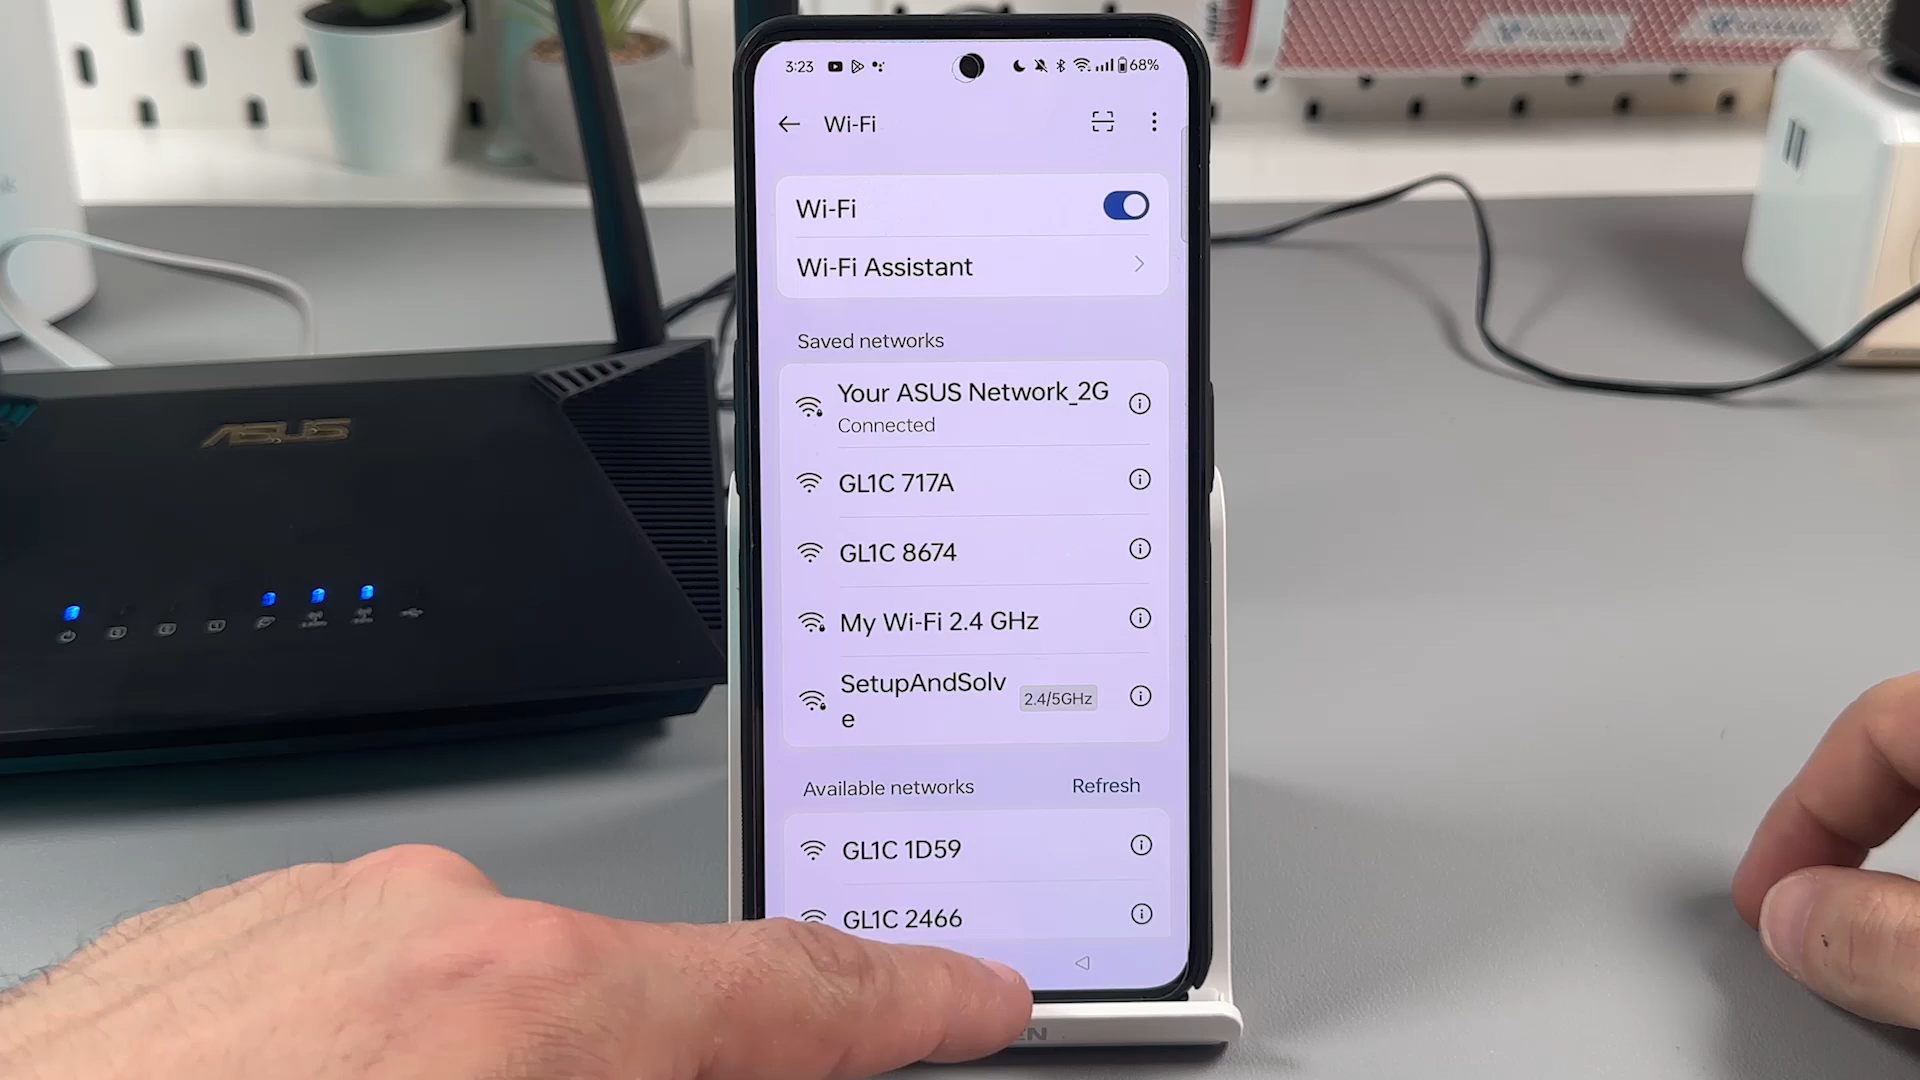 3:23
68%
Wi-Fi
Wi-Fi
Wi-Fi Assistant
Saved networks
Your ASUS Network_2G
Connected
GL1C 717A
GL1C 8674
My Wi-Fi 2.4 GHz
SetupAndSolv
e
2.4/5GHz
Available networks
Refresh
GL1C 1D59
GL1C 2466
ASUS